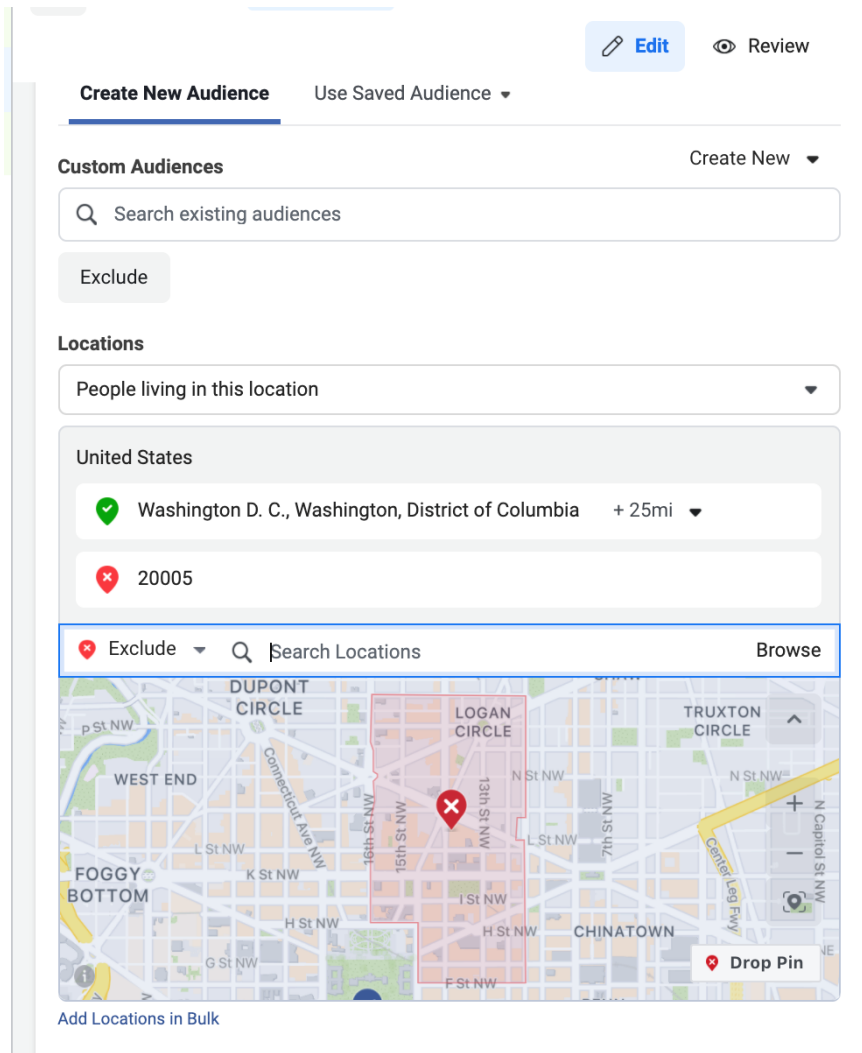 Edit
Review
Create New Audience
Use Saved Audience
Custom Audiences
Create New
Search existing audiences
Exclude
Locations
People living in this location
United States
Washington D. C., Washington, District of Columbia + 25mi
20005
Exclude
Search Locations
Browse
DUPONT
CIRCLE
LOGAN
CIRCLE
TRUXTON
CIRCLE
P St NW
WEST END
Connecticut Ave NW
N St NW
N St NW
13th St NW
16th St NW
15th St NW
7th St NW
N Capitol St NW
L St NW
L St NW
Center Leg Fwy
FOGGY
BOTTOM
K St NW
I St NW
H St NW
H St NW
CHINATOWN
G St NW
NE
Drop Pin
F St NW
Add Locations in Bulk